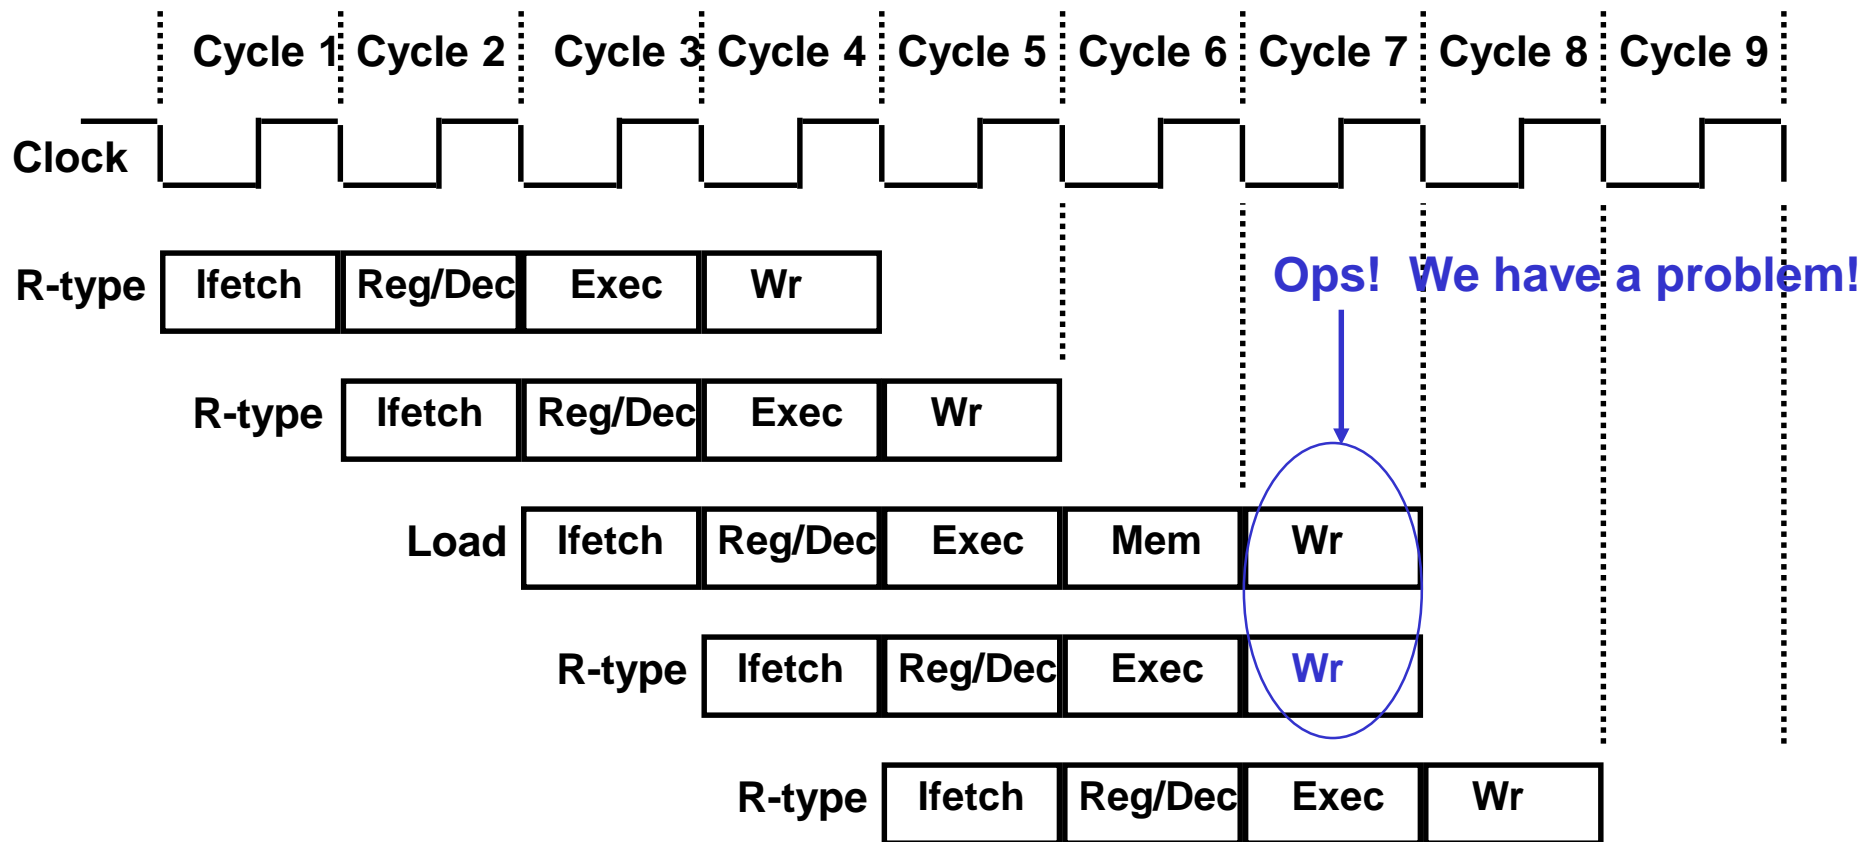 Cycle 1 Cycle 2 Cycle 3 Cycle 4 Cycle 5 Cycle 6 Cycle 7 Cycle 8 Cycle 9
Clock
R-type Ifetch Reg/Dec Exec Wr
Ops! We have a problem!
R-type Ifetch Reg/Dec Exec Wr
Load Ifetch Reg/Dec Exec Mem Wr
R-type Ifetch Reg/Dec Exec Wr
R-type Ifetch Reg/Dec Exec Wr